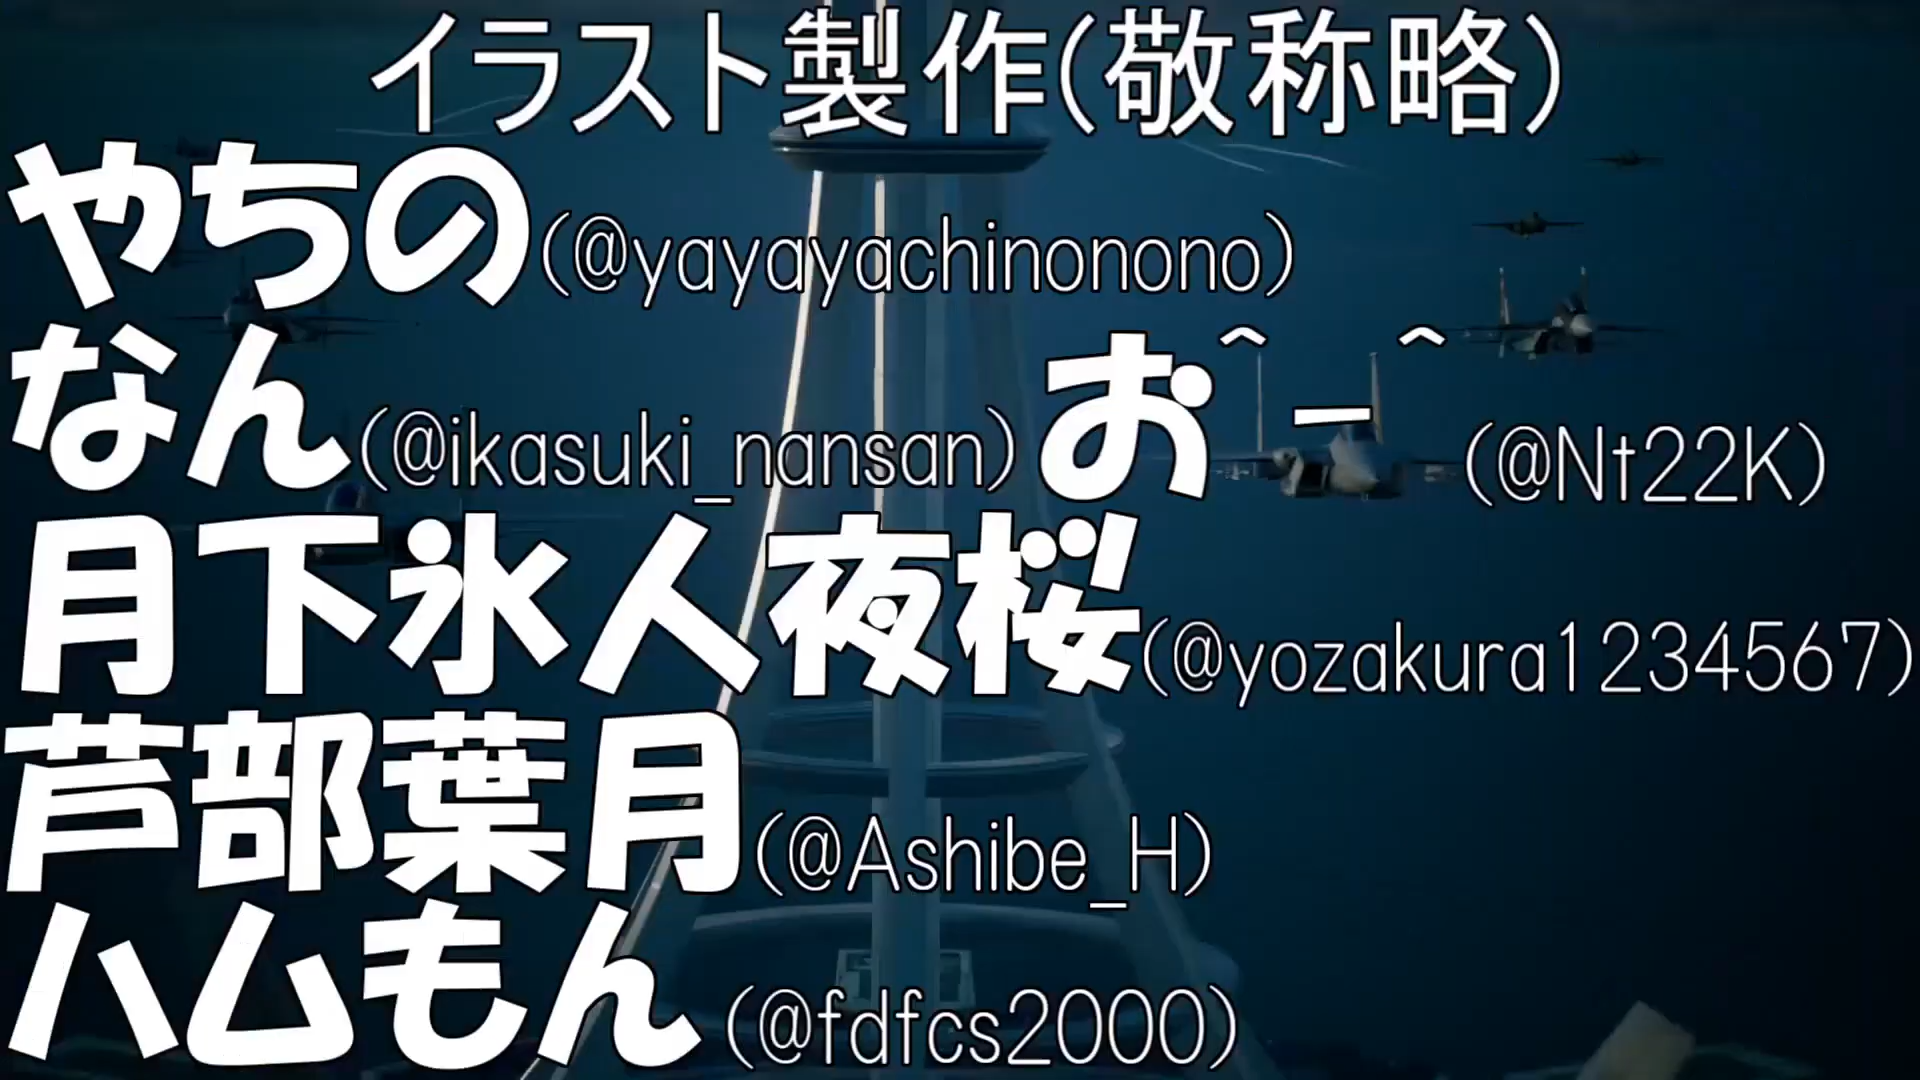 イラスト製作(敬称略)
やちの(@yayayachinonono)
なん(@ikasuki_nansan) お^ - ^(@Nt22K)
月下氷人夜桜(@yozakura1234567)
芦部葉月(@Ashibe_H)
ハムもん(@fdfcs2000)